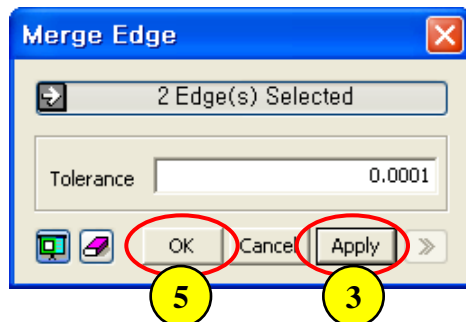 Merge Edge
2 Edge(s) Selected
Tolerance 0.0001
OK Cancel Apply
5 3